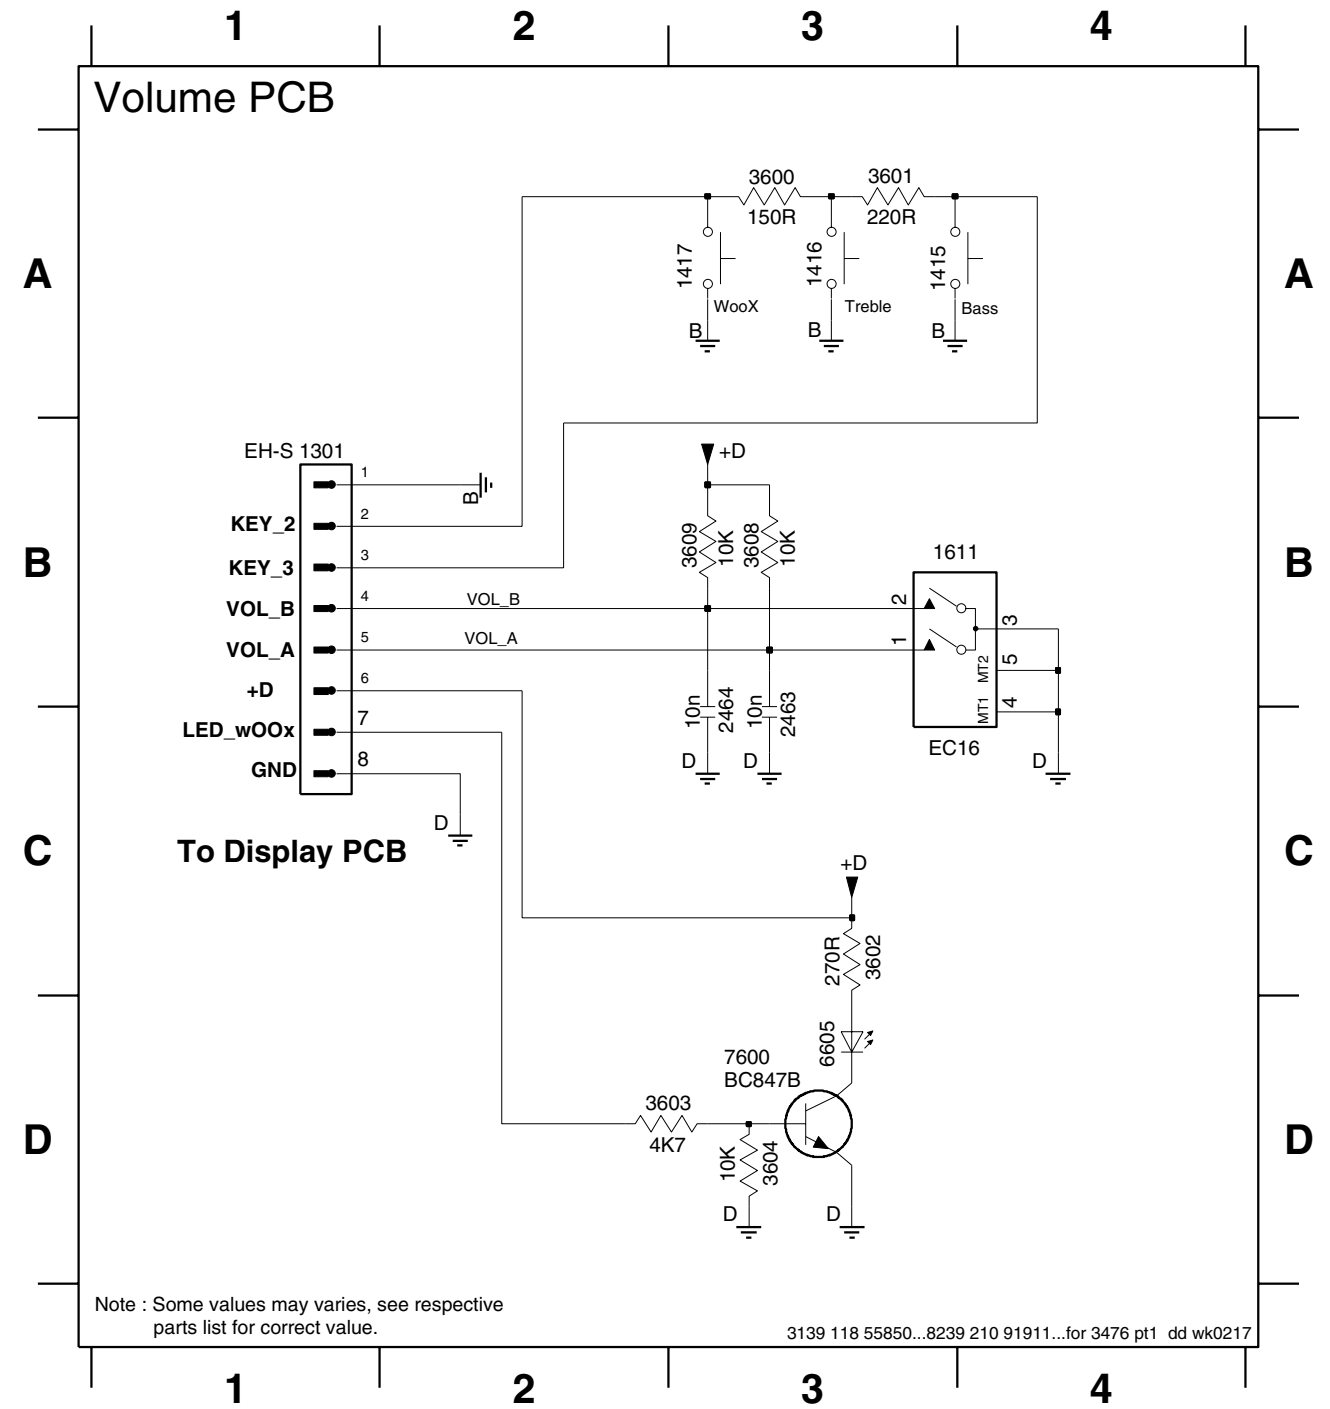 1 2 3 4
Volume PCB
3600 3601
150R 220R
A A
1417 1416 1415
WooX Treble Bass
B B B
EH-S 1301
+D
1
B
KEY_2 2
KEY_3 3
VOL_B 4 VOL_B
VOL_A 5 VOL_A
+D 6
LED_wOOx 7
GND 8
3609 10K 3608 10K
B B
1611
2
1
3
5
4
MT2
MT1
EC16
10n 2464 10n 2463
D D D
D
C C
To Display PCB
+D
270R 3602
6605
7600
BC847B
3603
4K7
10K 3604
D D
D D
Note : Some values may varies, see respective
parts list for correct value.
3139 118 55850...8239 210 91911...for 3476 pt1 dd wk0217
1 2 3 4